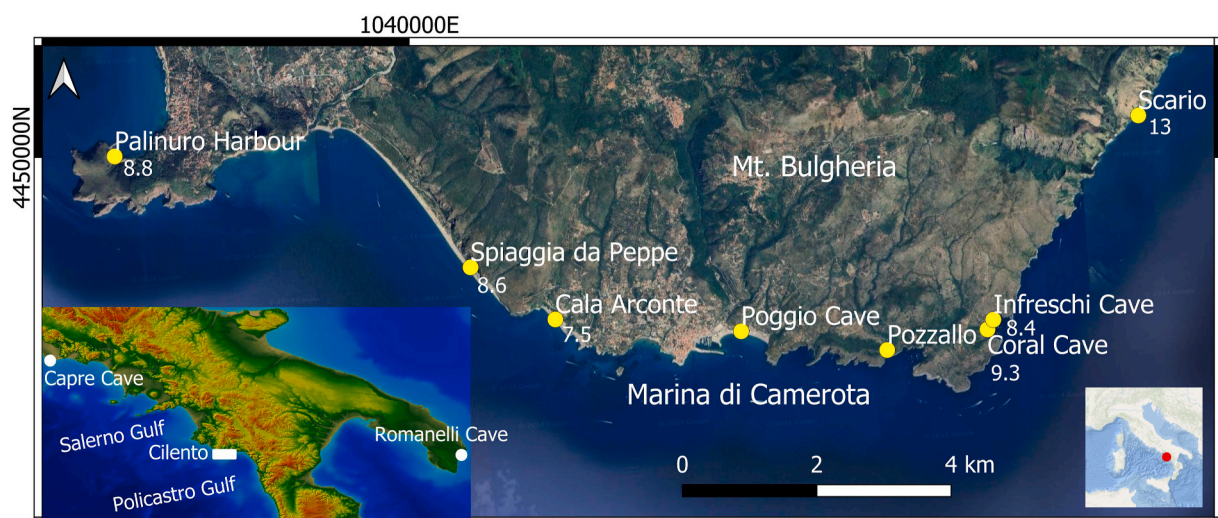 1040000E
4450000N
Scario
13
Palinuro Harbour
8.8
Mt. Bulgheria
Spiaggia da Peppe
8.6
Cala Arconte
7.5
Poggio Cave
Infreschi Cave
8.4
Pozzallo
Coral Cave
9.3
Marina di Camerota
Capre Cave
Salerno Gulf
Romanelli Cave
Cilento
Policastro Gulf
0 2 4 km